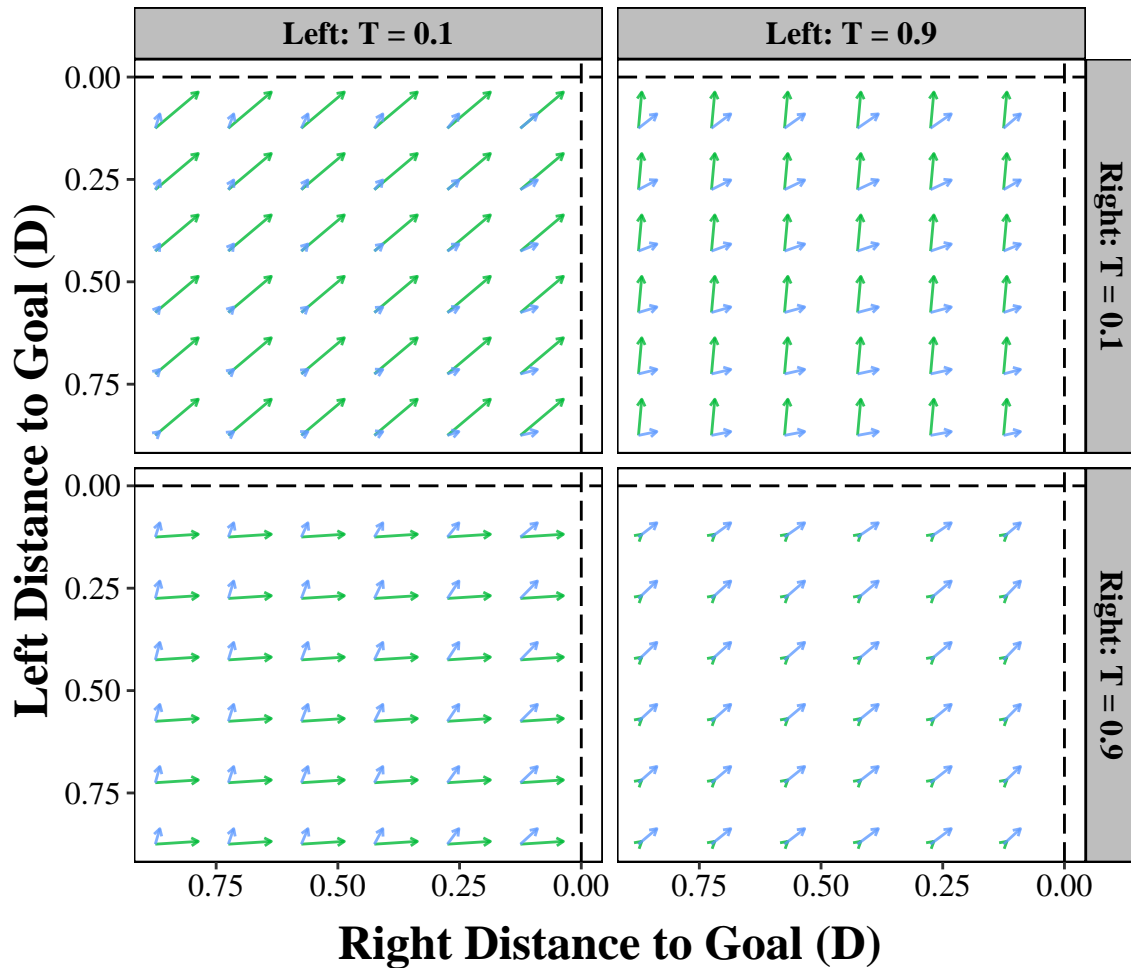 Left: T = 0.1
Left: T = 0.9
0.00
0.25
0.50
0.75
Right: T = 0.1
0.00
0.25
0.50
0.75
Right: T = 0.9
Left Distance to Goal (D)
0.75
0.50
0.25
0.00
0.75
0.50
0.25
0.00
Right Distance to Goal (D)